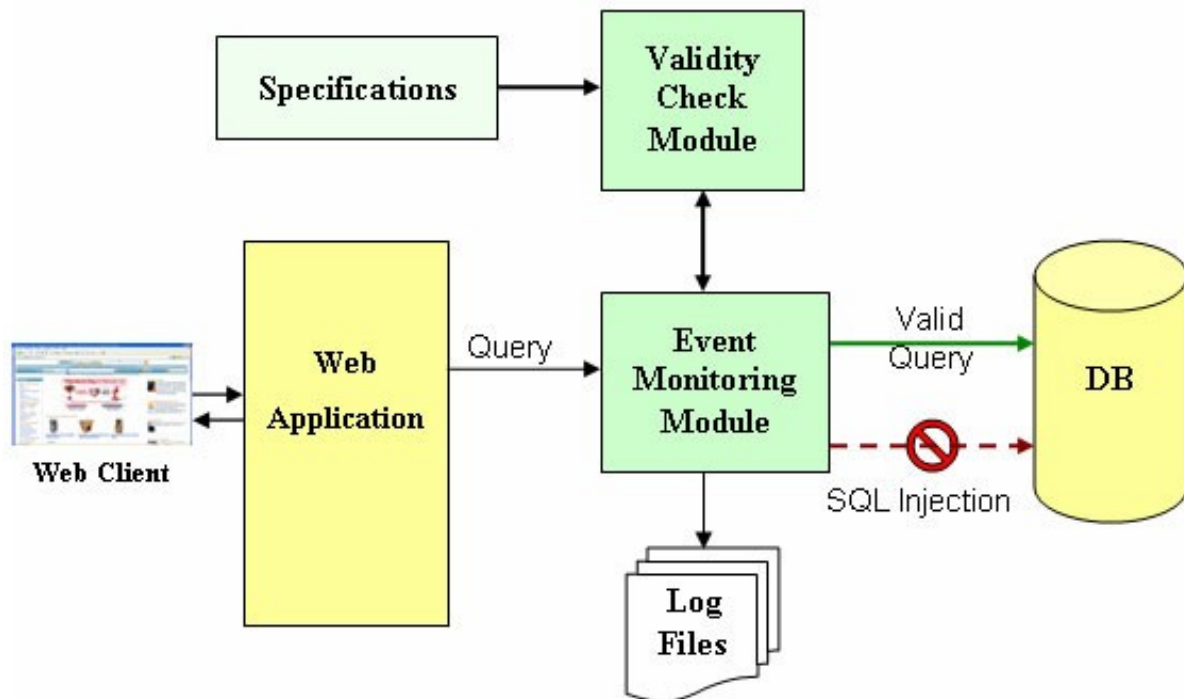 Specifications
Validity
Check
Module
Web
Application
Query
Event
Monitoring
Module
Valid
Query
DB
Web Client
SQL Injection
Log
Files